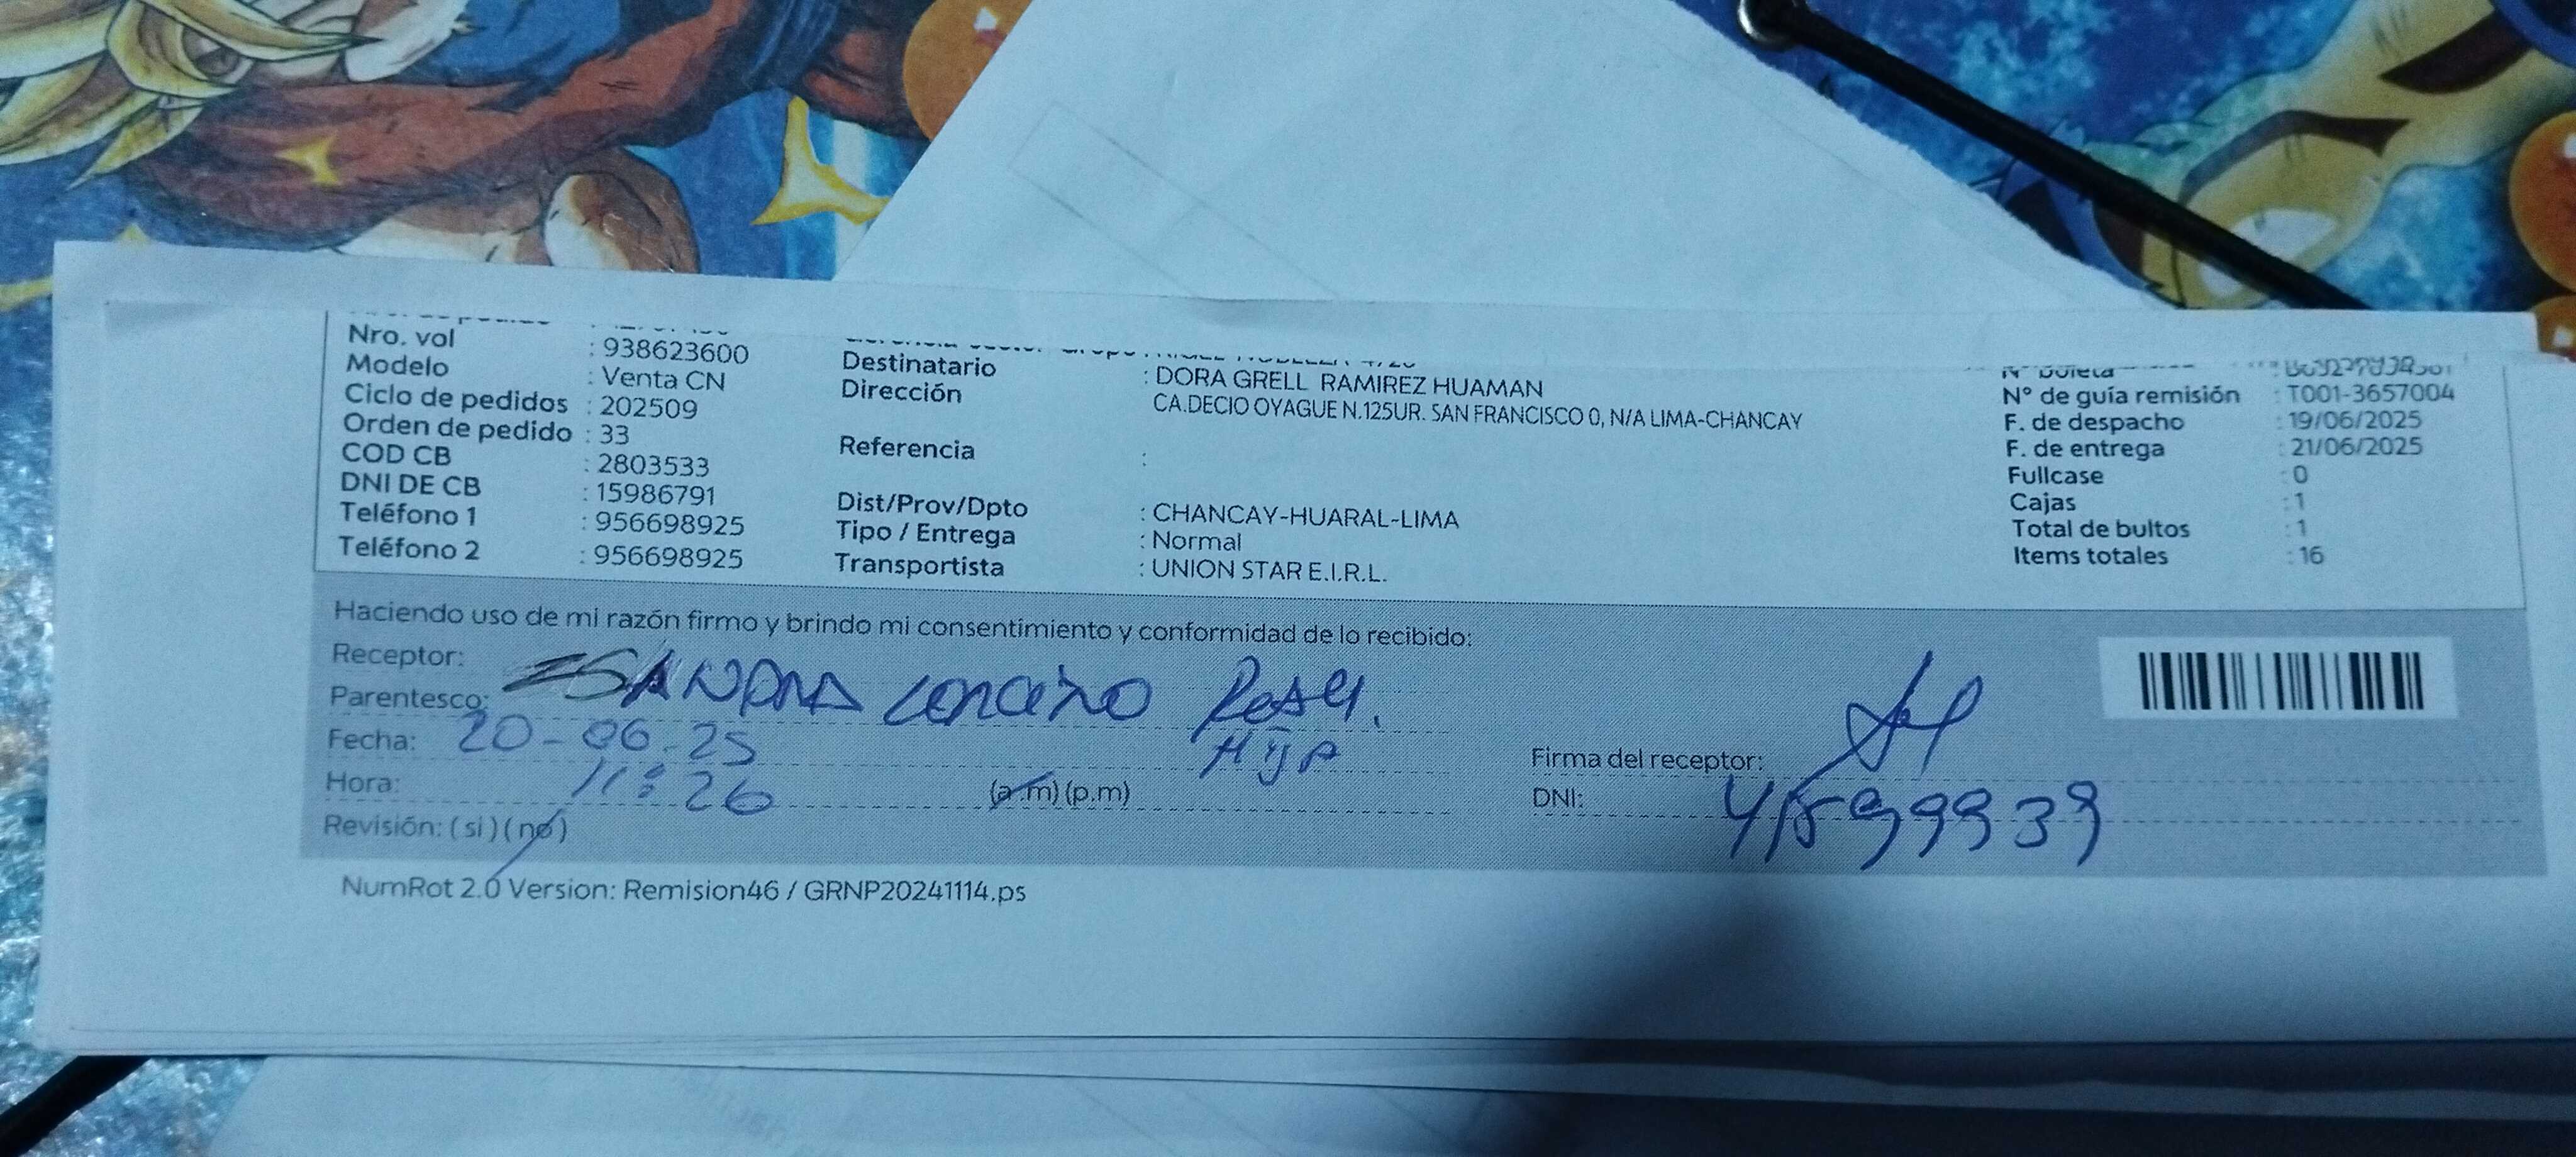 Nro. vol : 938623600
Modelo : Venta CN
Ciclo de pedidos : 202509
Orden de pedido : 33
COD CB : 2803533
DNI DE CB : 15986791
Teléfono 1 : 956698925
Teléfono 2 : 956698925
Destinatario : DORA GRELL RAMIREZ HUAMAN
Dirección : CA.DECIO OYAGUE N.125UR. SAN FRANCISCO 0, N/A LIMA-CHANCAY
Referencia :
Dist/Prov/Dpto : CHANCAY-HUARAL-LIMA
Tipo / Entrega : Normal
Transportista : UNION STAR E.I.R.L.
N° boleta
N° de guía remisión : T001-3657004
F. de despacho : 19/06/2025
F. de entrega : 21/06/2025
Fullcase : 0
Cajas : 1
Total de bultos : 1
Items totales : 16
Haciendo uso de mi razón firmo y brindo mi consentimiento y conformidad de lo recibido:
Receptor: SANDRA
Parentesco: Hija
Fecha: 20-06-25
Hora: 11:26 (a.m) (p.m)
Revisión: (si) (no)
Firma del receptor:
DNI: 41599939
NumRot 2.0 Version: Remision46 / GRNP20241114.ps